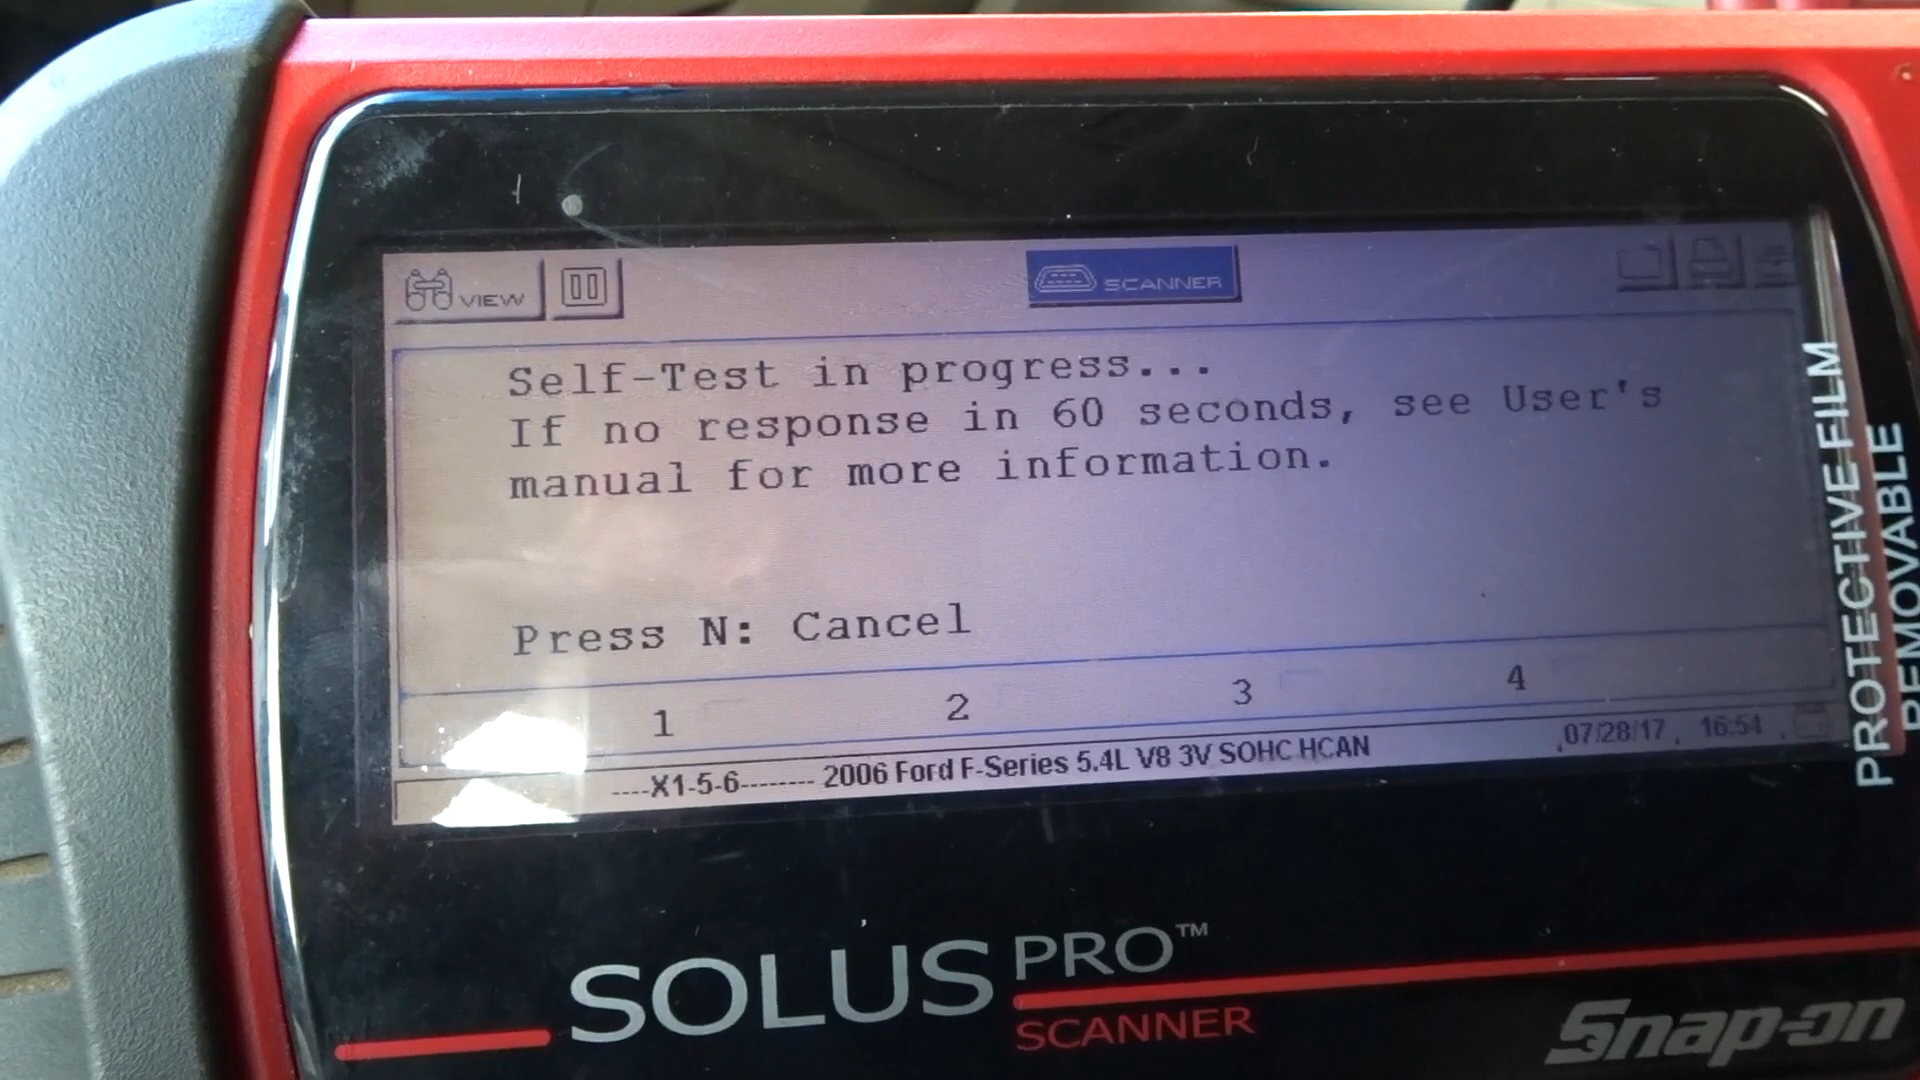 VIEW
SCANNER
Self-Test in progress...
If no response in 60 seconds, see User's
manual for more information.
Press N: Cancel
1 2 3 4
----X1-5-6-------- 2006 Ford F-Series 5.4L V8 3V SOHC HCAN
07/28/17, 16:54
PROTECTIVE FILM
REMOVABLE
SOLUS PRO™
SCANNER
Snap-on